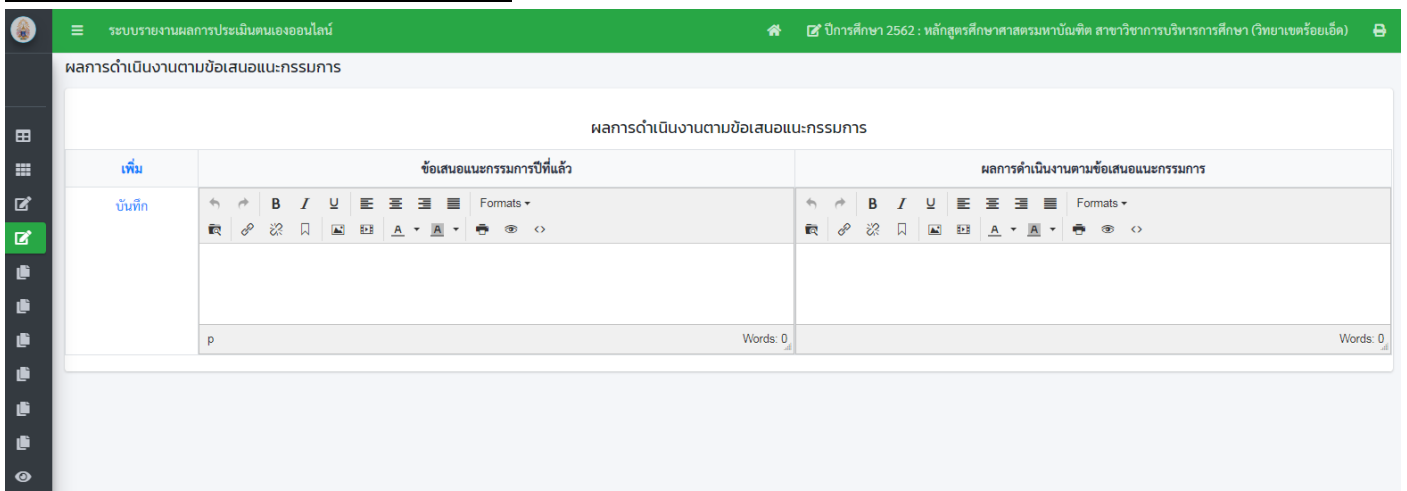 ระบบรายงานผลการประเมินตนเองออนไลน์
ปีการศึกษา 2562 : หลักสูตรศึกษาศาสตรมหาบัณฑิต สาขาวิชาการบริหารการศึกษา (วิทยาเขตร้อยเอ็ด)
ผลการดำเนินงานตามข้อเสนอแนะกรรมการ
ผลการดำเนินงานตามข้อเสนอแนะกรรมการ
เพิ่ม
ข้อเสนอแนะกรรมการปีที่แล้ว
ผลการดำเนินงานตามข้อเสนอแนะกรรมการ
บันทึก
B I U Formats
A A
p
Words: 0
B I U Formats
A A
Words: 0